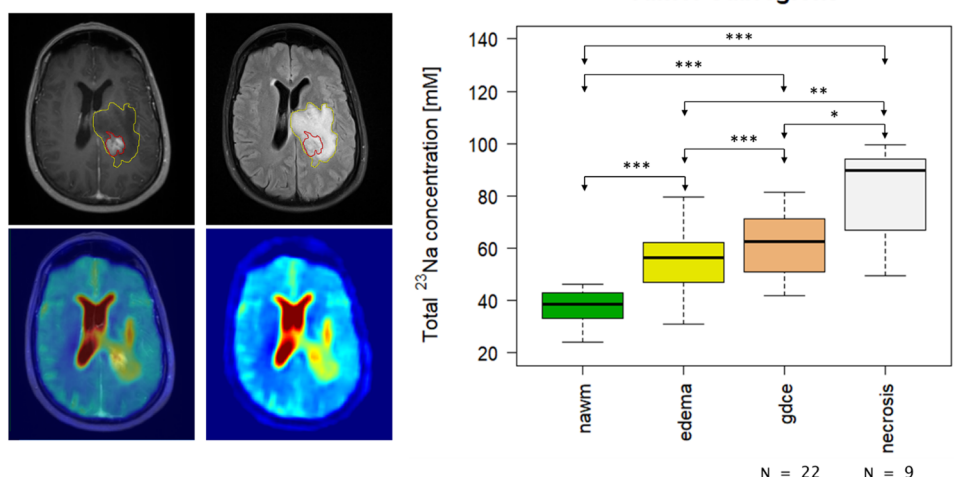 Total 23Na concentration [mM]
140
120
100
80
60
40
20
***
***
**
*
***
***
nawm
edema
gdce
necrosis
N = 22
N = 9